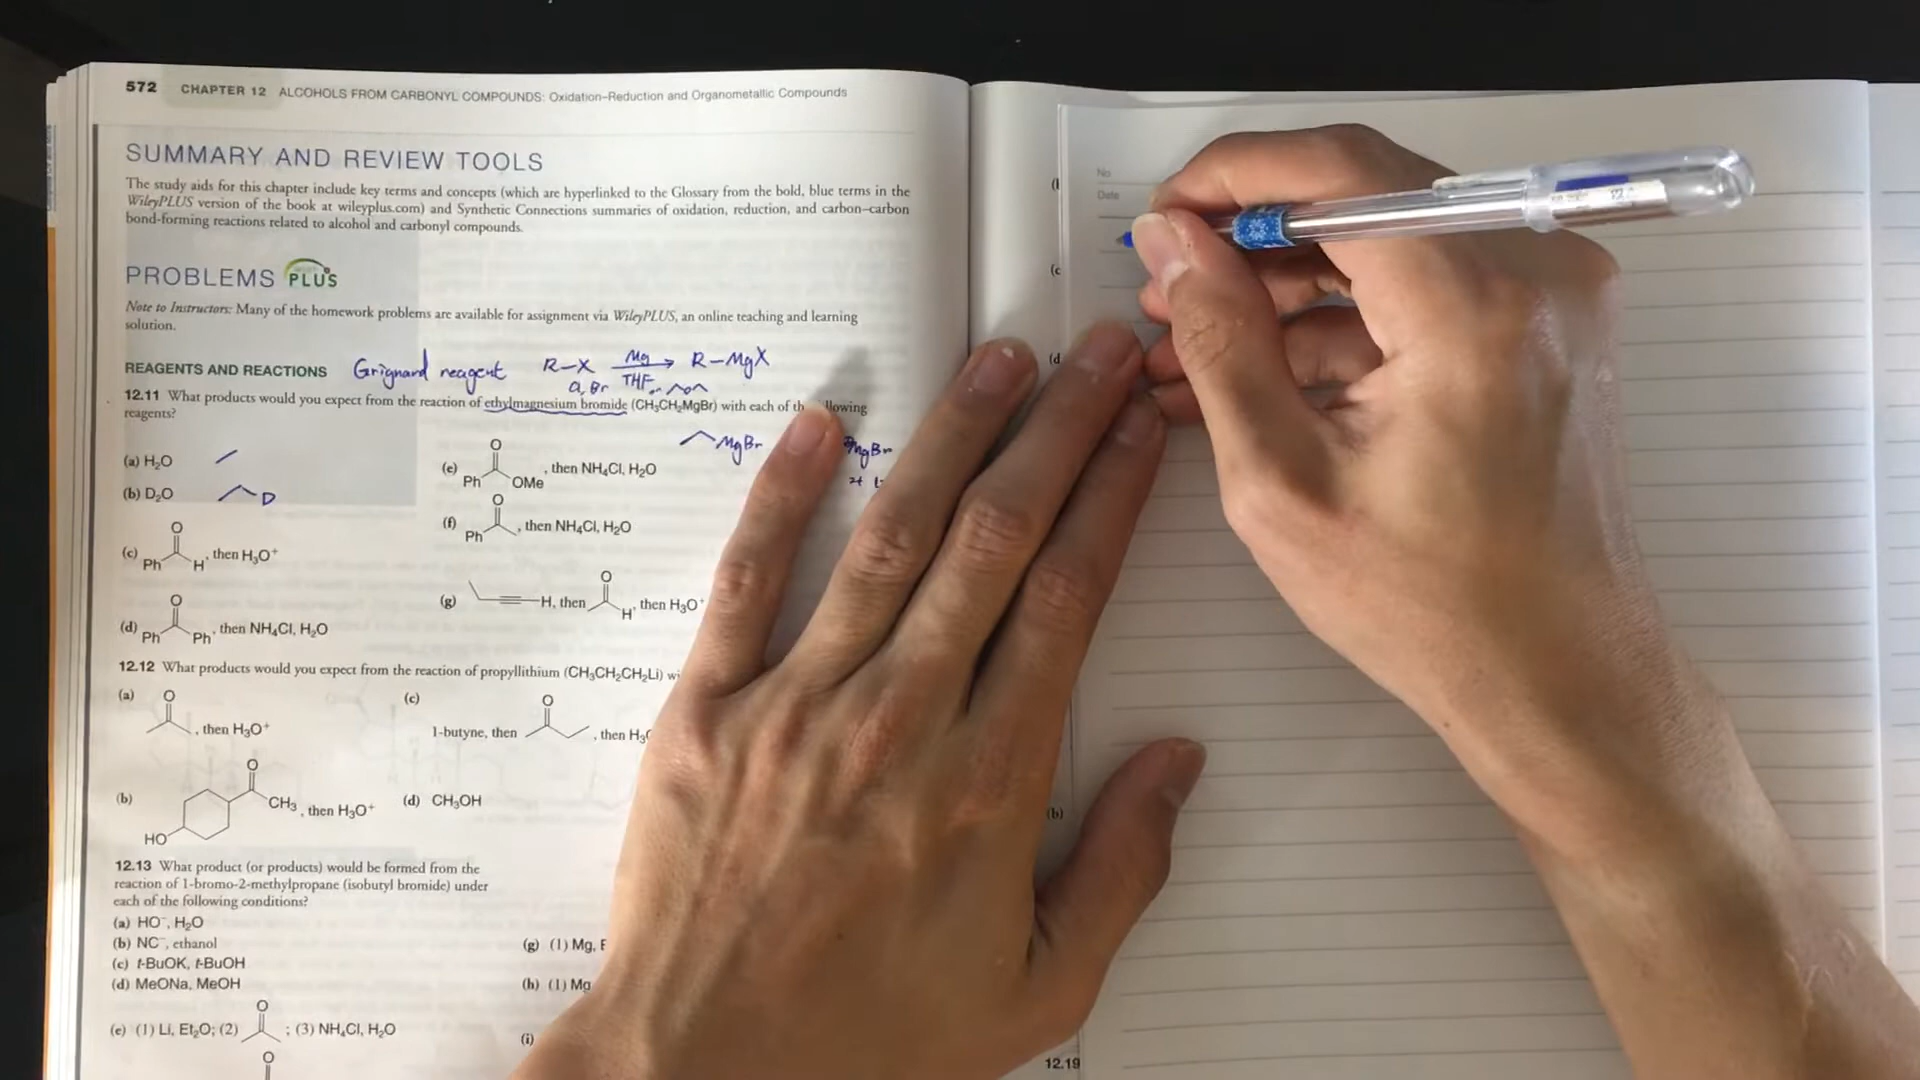 572 CHAPTER 12 ALCOHOLS FROM CARBONYL COMPOUNDS: Oxidation–Reduction and Organometallic Compounds
SUMMARY AND REVIEW TOOLS
The study aids for this chapter include key terms and concepts (which are hyperlinked to the Glossary from the bold, blue terms in the
WileyPLUS version of the book at wileyplus.com) and Synthetic Connections summaries of oxidation, reduction, and carbon–carbon
bond-forming reactions related to alcohol and carbonyl compounds.
PROBLEMS PLUS
Note to Instructors: Many of the homework problems are available for assignment via WileyPLUS, an online teaching and learning
solution.
REAGENTS AND REACTIONS Grignard reagent R–X Mg THF R–MgX
Cl, Br
12.11 What products would you expect from the reaction of ethylmagnesium bromide (CH₃CH₂MgBr) with each of
reagents?
MgBr MgBr
(a) H₂O
(b) D₂O D
(c) Ph O H, then H₃O⁺
(d) Ph O Ph, then NH₄Cl, H₂O
(e) Ph O OMe, then NH₄Cl, H₂O
(f) Ph O, then NH₄Cl, H₂O
(g) H, then O H, then H₃O⁺
12.12 What products would you expect from the reaction of propyllithium (CH₃CH₂CH₂Li)
(a) O, then H₃O⁺
(b) HO O CH₃, then H₃O⁺
(c) 1-butyne, then O, then
(d) CH₃OH
12.13 What product (or products) would be formed from the
reaction of 1-bromo-2-methylpropane (isobutyl bromide) under
each of the following conditions?
(a) HO⁻, H₂O
(b) NC⁻, ethanol
(c) t-BuOK, t-BuOH
(d) MeONa, MeOH
(e) (1) Li, Et₂O; (2) O; (3) NH₄Cl, H₂O
O
(g) (1) Mg,
(h) (1) Mg
(i)
No
Date
(d
(b)
12.19